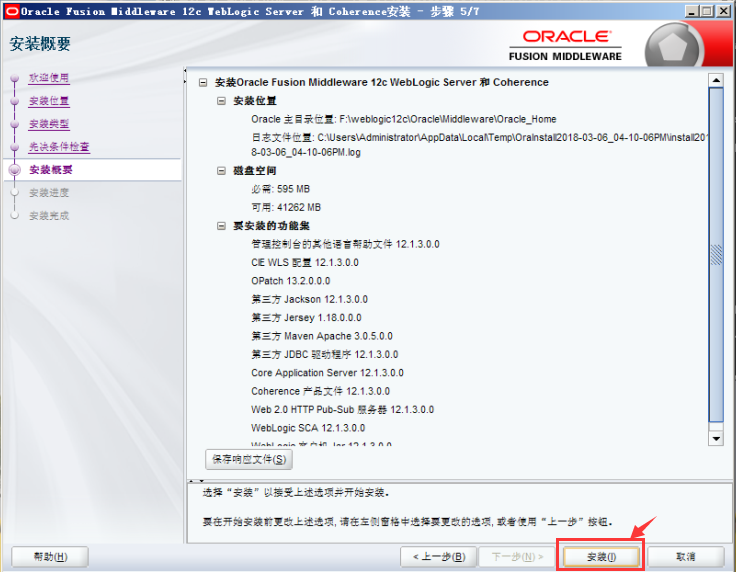 Oracle Fusion Middleware 12c WebLogic Server 和 Coherence安装 - 步骤 5/7
安装概要
ORACLE
FUSION MIDDLEWARE
欢迎使用
安装位置
安装类型
先决条件检查
安装概要
安装进度
安装完成
安装Oracle Fusion Middleware 12c WebLogic Server 和 Coherence
安装位置
Oracle 主目录位置: F:\weblogic12c\Oracle\Middleware\Oracle_Home
日志文件位置: C:\Users\Administrator\AppData\Local\Temp\OraInstall2018-03-06_04-10-06PM\install201
8-03-06_04-10-06PM.log
磁盘空间
必需: 595 MB
可用: 41262 MB
要安装的功能集
管理控制台的其他语言帮助文件 12.1.3.0.0
CIE WLS 配置 12.1.3.0.0
OPatch 13.2.0.0.0
第三方 Jackson 12.1.3.0.0
第三方 Jersey 1.18.0.0.0
第三方 Maven Apache 3.0.5.0.0
第三方 JDBC 驱动程序 12.1.3.0.0
Core Application Server 12.1.3.0.0
Coherence 产品文件 12.1.3.0.0
Web 2.0 HTTP Pub-Sub 服务器 12.1.3.0.0
WebLogic SCA 12.1.3.0.0
WebLogic 客户机 Jar 12.1.3.0.0
保存响应文件(S)
选择“安装”以接受上述选项并开始安装。
要在开始安装前更改上述选项, 请在左侧窗格中选择要更改的选项, 或者使用“上一步”按钮。
帮助(H)
< 上一步(B)
下一步(N) >
安装(I)
取消